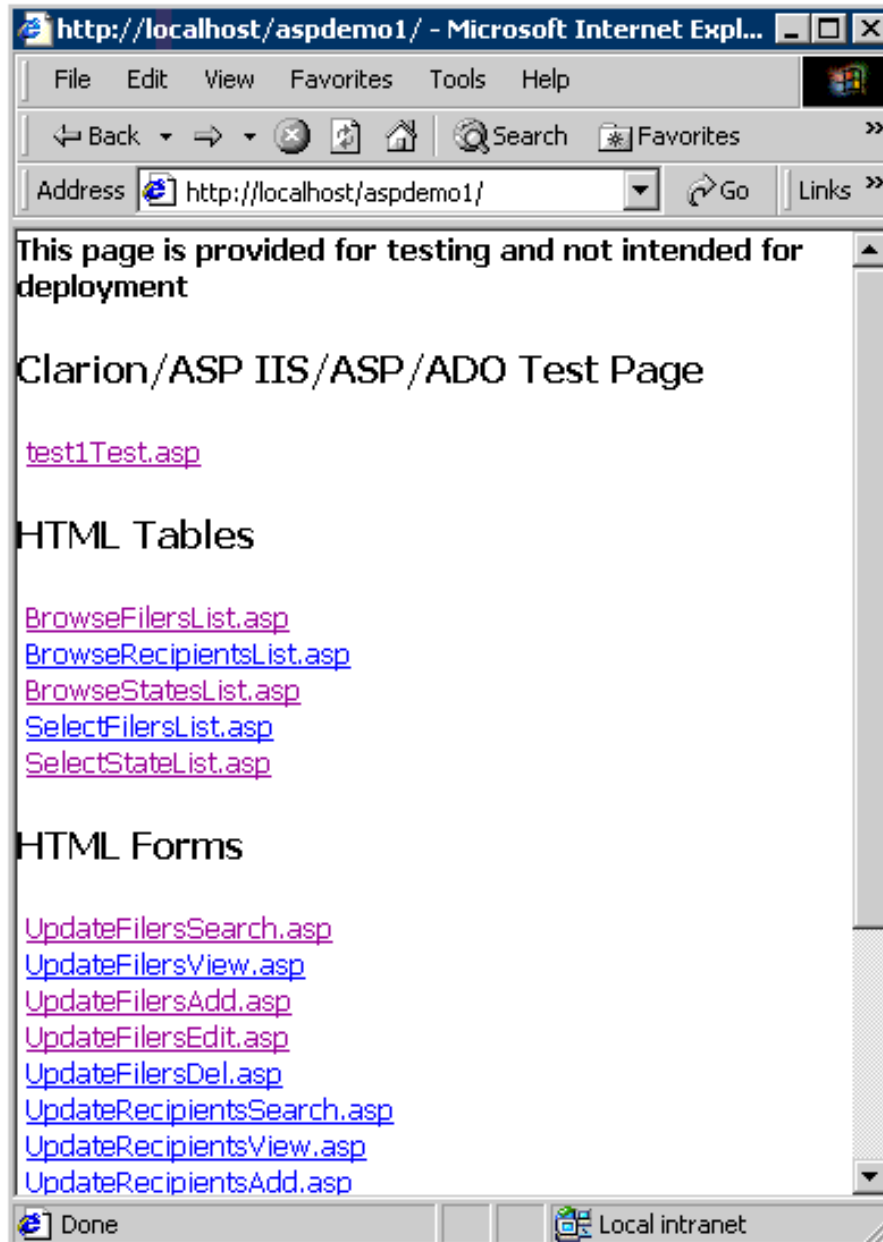 http://localhost/aspdemo1/ - Microsoft Internet Expl...
File Edit View Favorites Tools Help
Back Search Favorites »
Address http://localhost/aspdemo1/ Go Links »
This page is provided for testing and not intended for
deployment
Clarion/ASP IIS/ASP/ADO Test Page
test1Test.asp
HTML Tables
BrowseFilersList.asp
BrowseRecipientsList.asp
BrowseStatesList.asp
SelectFilersList.asp
SelectStateList.asp
HTML Forms
UpdateFilersSearch.asp
UpdateFilersView.asp
UpdateFilersAdd.asp
UpdateFilersEdit.asp
UpdateFilersDel.asp
UpdateRecipientsSearch.asp
UpdateRecipientsView.asp
UpdateRecipientsAdd.asp
Done Local intranet